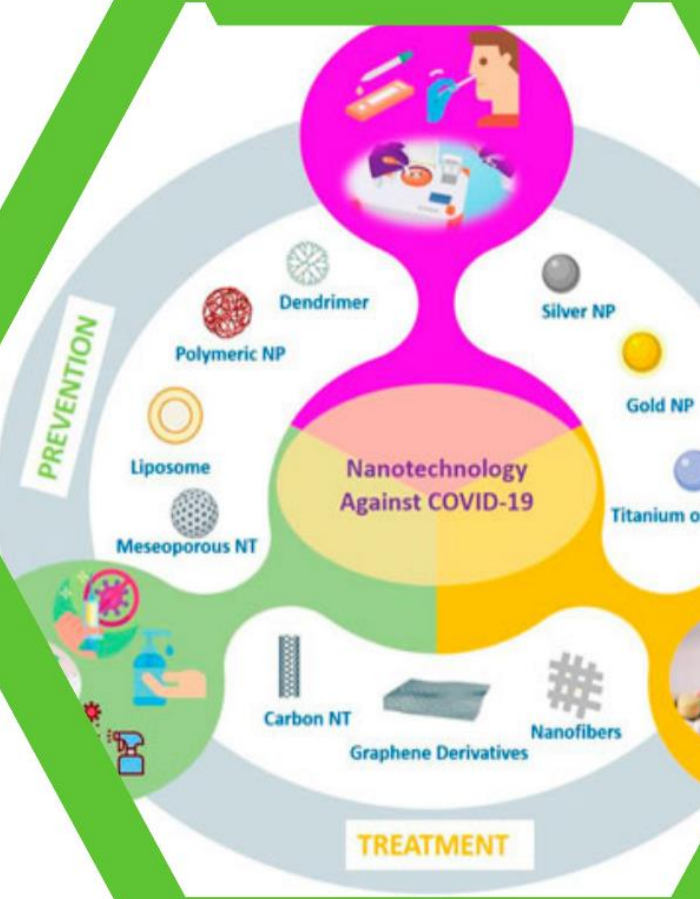 Dendrimer
Silver NP
Polymeric NP
Gold NP
PREVENTION
Liposome
Nanotechnology
Against COVID-19
Titanium o
Meseoporous NT
Carbon NT
Graphene Derivatives
Nanofibers
TREATMENT